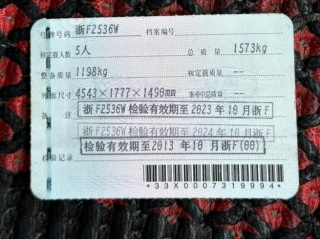 号牌号码 浙F2536W 档案编号
核定载人数 5人 总质量 1573kg
整备质量 1198kg 核定载质量 --
外廓尺寸 4543×1777×1490mm 准牵引总质量 --
备注 浙F2536W 检验有效期至2023年10月浙F
浙F2536W 检验有效期至2024年10月浙F
检验有效期至2013年10月浙F(00)
检验记录
*33X0007319994*